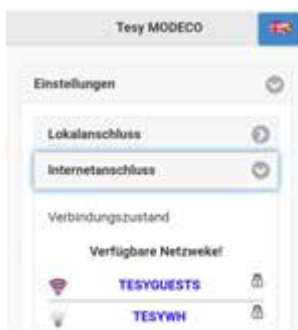 Tesy MODECO
Einstellungen
Lokalanschluss
Internetanschluss
Verbindungszustand
Verfügbare Netzweke!
TESYGUESTS
TESYWH